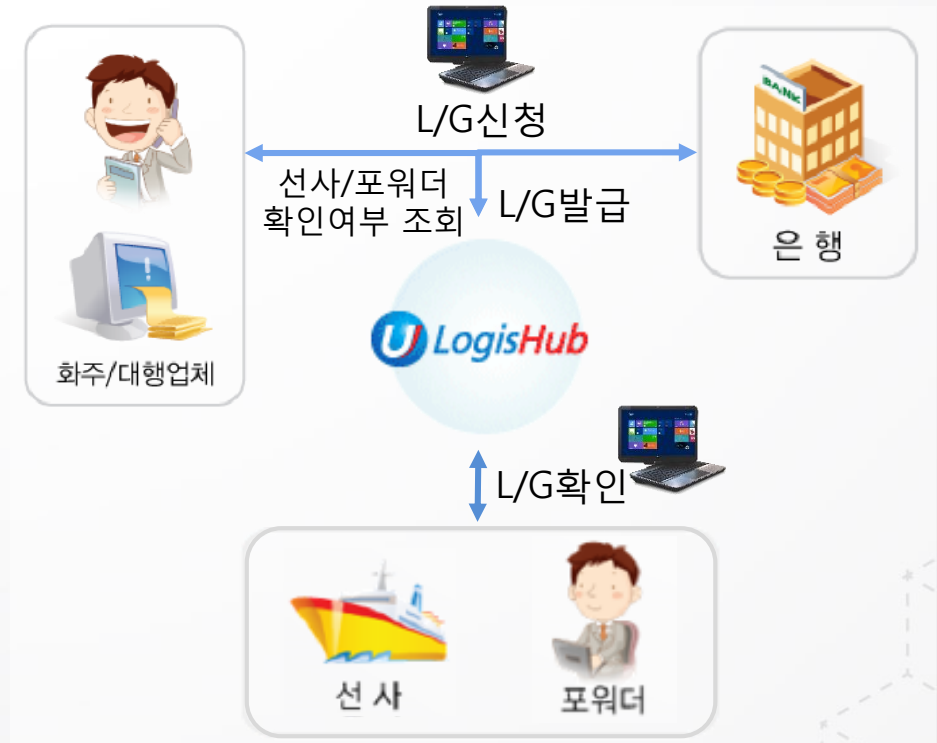 L/G신청
BANK
선사/포워더
확인여부 조회
L/G발급
은 행
U LogisHub
화주/대행업체
L/G확인
선 사
포워더